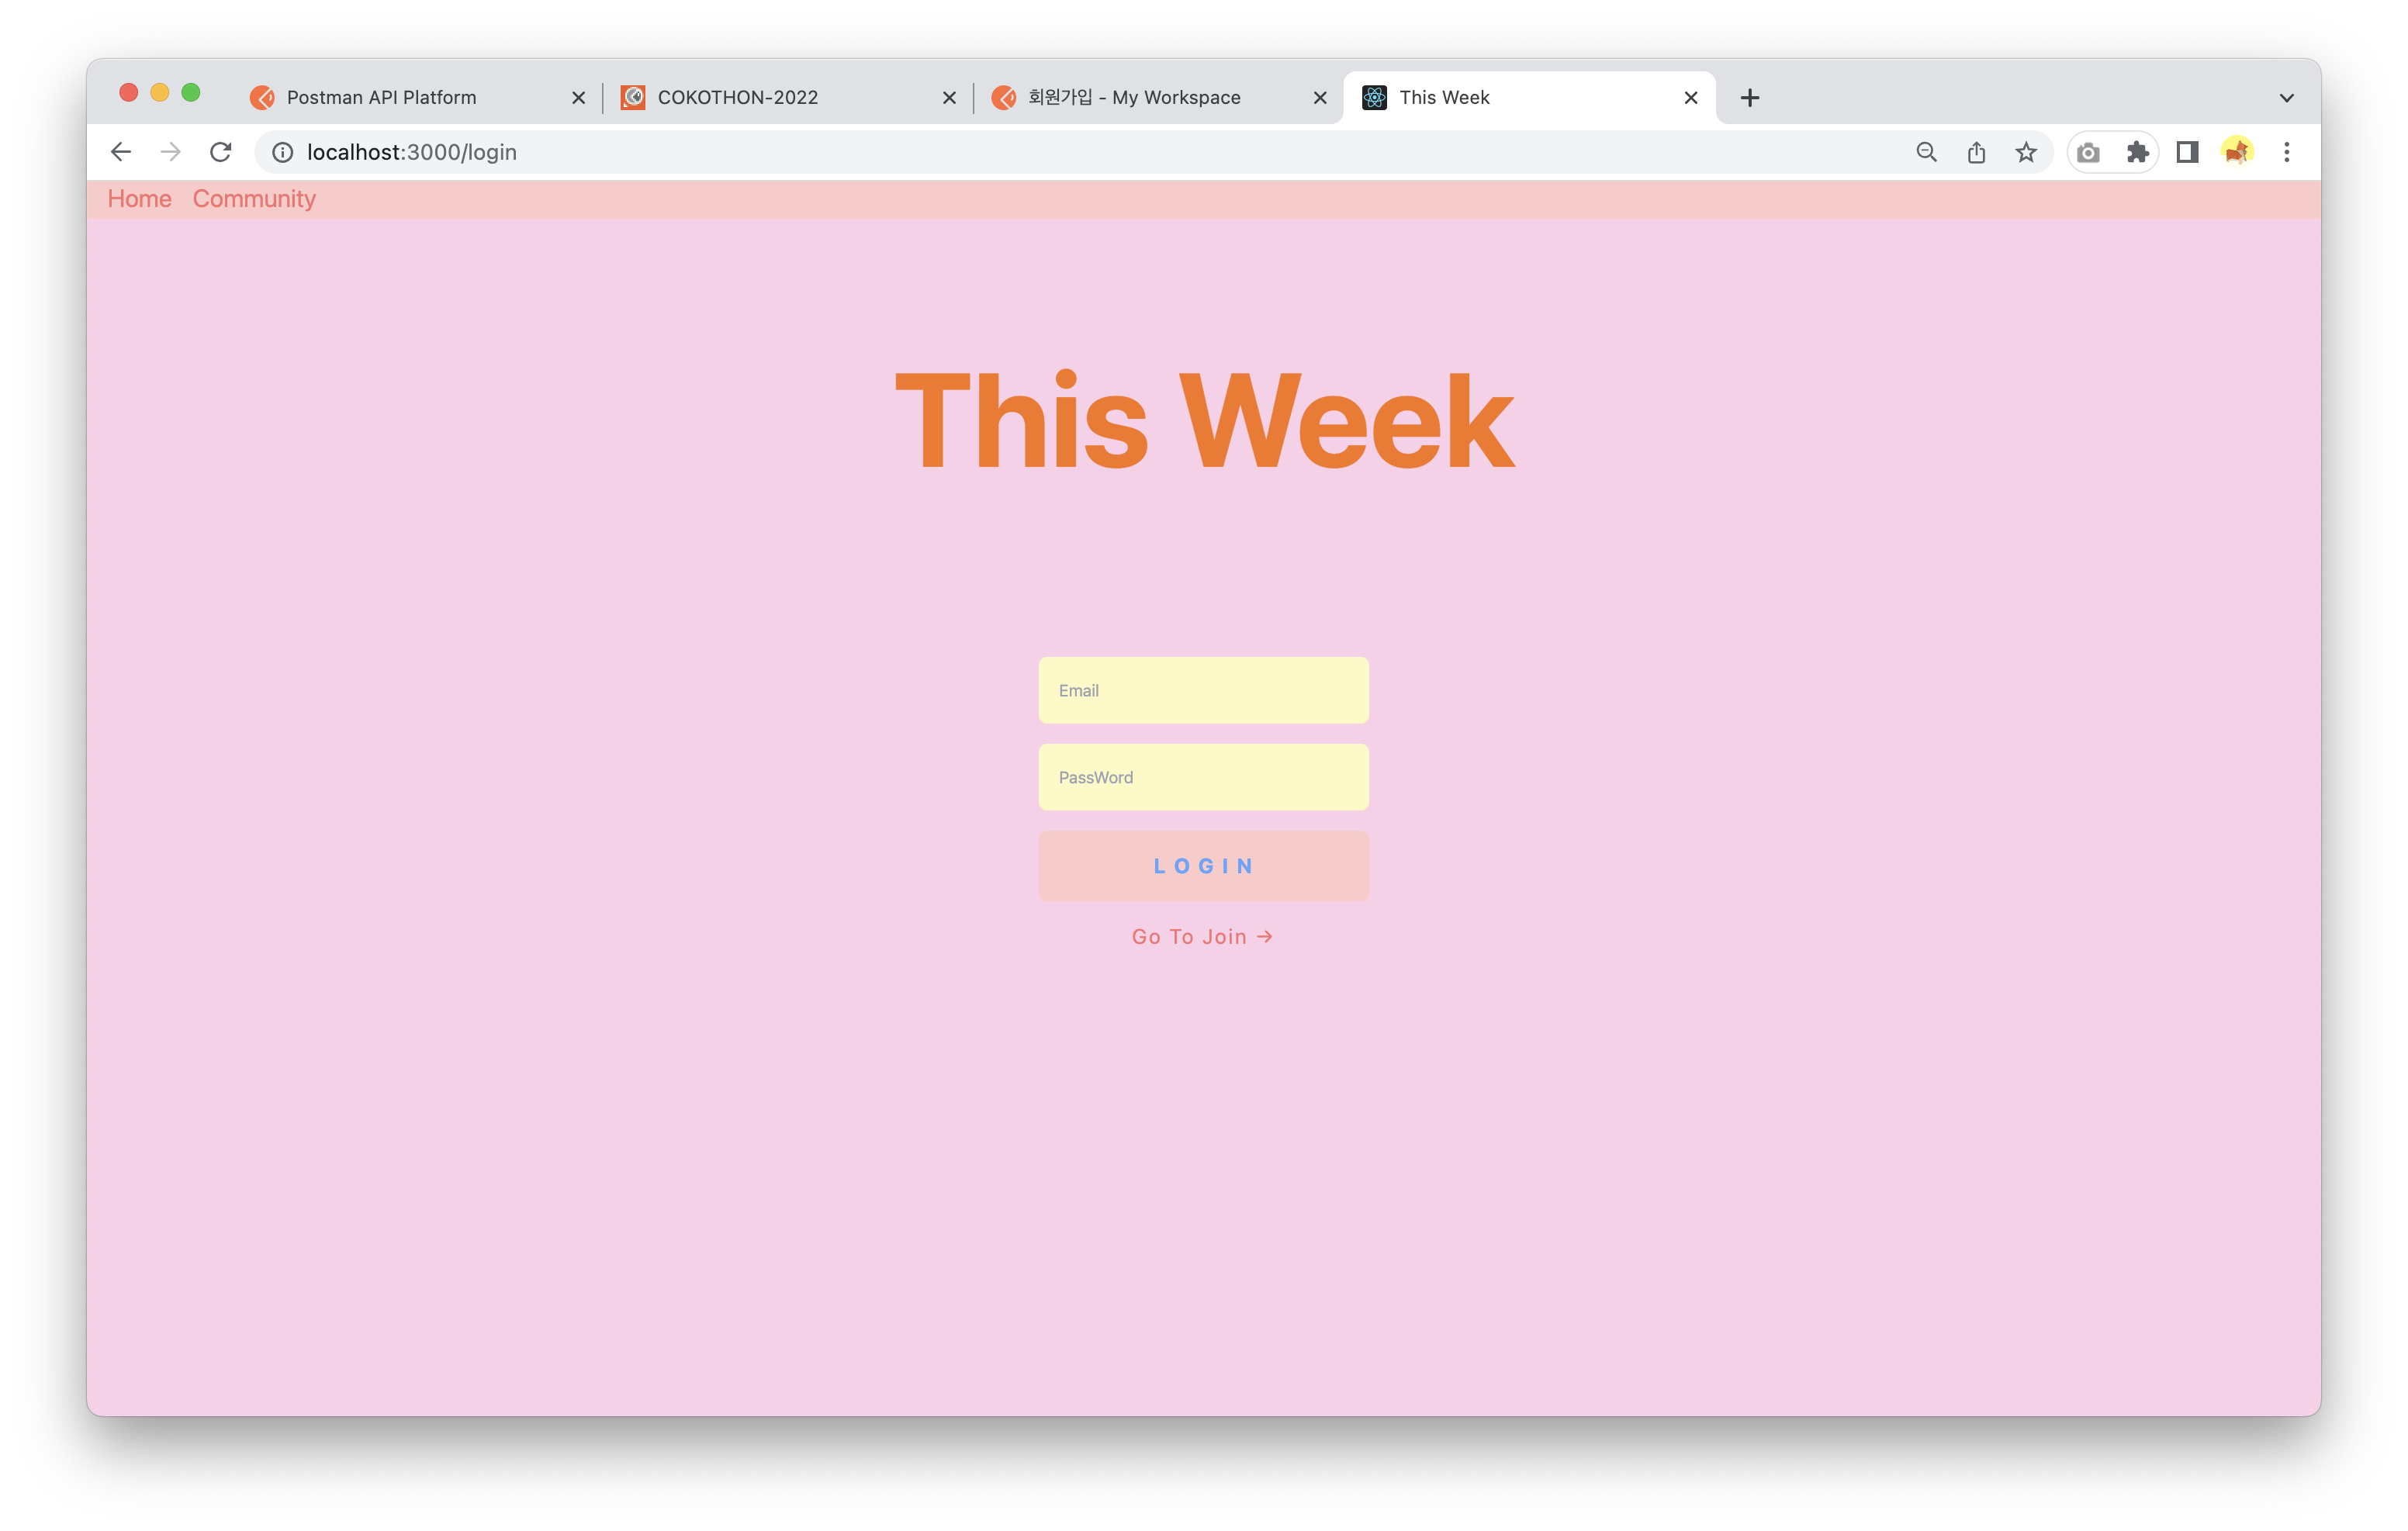 Postman API Platform
COKOTHON-2022
회원가입 - My Workspace
This Week
localhost:3000/login
Home Community
This Week
Email
PassWord
LOGIN
Go To Join →